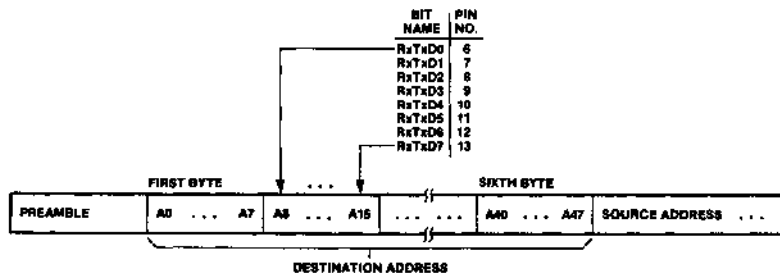 BIT NAME PIN NO.
RxTxD0 6
RxTxD1 7
RxTxD2 8
RxTxD3 9
RxTxD4 10
RxTxD5 11
RxTxD6 12
RxTxD7 13
FIRST BYTE ... SIXTH BYTE
PREAMBLE A0 ... A7 A8 ... A15 ... ... A40 ... A47 SOURCE ADDRESS ...
DESTINATION ADDRESS